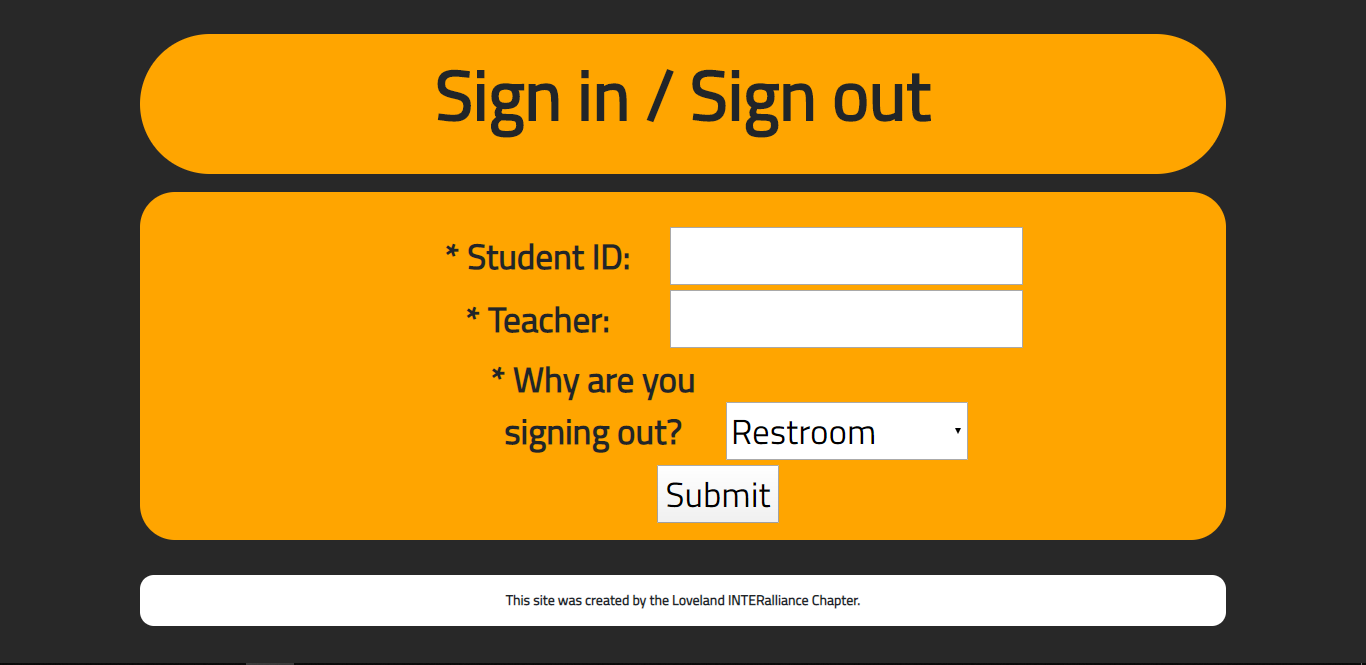 Sign in / Sign out
* Student ID:
* Teacher:
* Why are you
signing out? Restroom
Submit
This site was created by the Loveland INTERalliance Chapter.